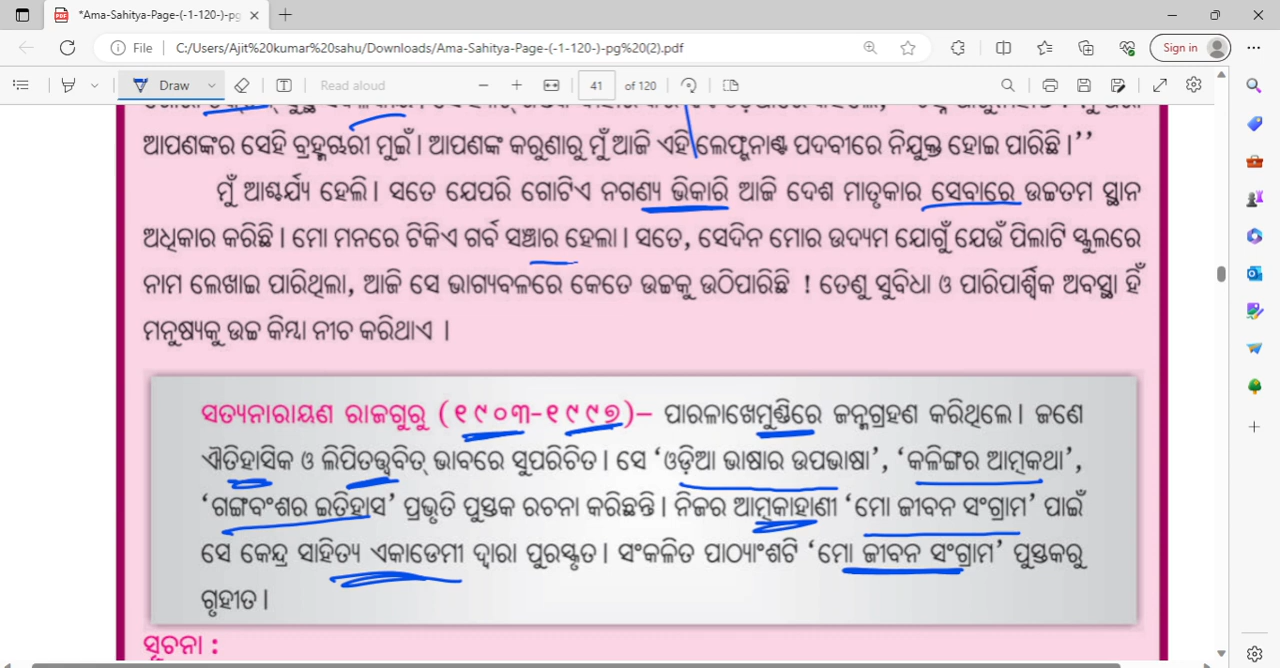 *Ama-Sahitya-Page-(-1-120-)-pg
File C:/Users/Ajit%20kumar%20sahu/Downloads/Ama-Sahitya-Page-(-1-120-)-pg%20(2).pdf Sign in
Draw Read aloud 41 of 120
ଆପଣଙ୍କର ସେହି ବ୍ରହ୍ମଚାରୀ ମୁଇଁ। ଆପଣଙ୍କ କରୁଣାରୁ ମୁଁ ଆଜି ଏହି ଲେଫ୍ଟନାଣ୍ଟ ପଦବୀରେ ନିଯୁକ୍ତ ହୋଇ ପାରିଛି।’’
ମୁଁ ଆଶ୍ଚର୍ଯ୍ୟ ହେଲି। ସତେ ଯେପରି ଗୋଟିଏ ନଗଣ୍ୟ ଭିକାରି ଆଜି ଦେଶ ମାତୃକାର ସେବାରେ ଉଚ୍ଚତମ ସ୍ଥାନ
ଅଧିକାର କରିଛି। ମୋ ମନରେ ଟିକିଏ ଗର୍ବ ସଞ୍ଚାର ହେଲା। ସତେ, ସେଦିନ ମୋର ଉଦ୍ୟମ ଯୋଗୁଁ ଯେଉଁ ପିଲାଟି ସ୍କୁଲରେ
ନାମ ଲେଖାଇ ପାରିଥିଲା, ଆଜି ସେ ଭାଗ୍ୟବଳରେ କେତେ ଉଚ୍ଚକୁ ଉଠିପାରିଛି ! ତେଣୁ ସୁବିଧା ଓ ପାରିପାର୍ଶ୍ୱିକ ଅବସ୍ଥା ହିଁ
ମନୁଷ୍ୟକୁ ଉଚ୍ଚ କିମ୍ବା ନୀଚ କରିଥାଏ ।
ସତ୍ୟନାରାୟଣ ରାଜଗୁରୁ (୧୯୦୩-୧୯୯୭)– ପାରଳାଖେମୁଣ୍ଡିରେ ଜନ୍ମଗ୍ରହଣ କରିଥିଲେ। ଜଣେ
ଐତିହାସିକ ଓ ଲିପିତତ୍ତ୍ୱବିତ୍ ଭାବରେ ସୁପରିଚିତ। ସେ ‘ଓଡ଼ିଆ ଭାଷାର ଉପଭାଷା’, ‘କଳିଙ୍ଗର ଆତ୍ମକଥା’,
‘ଗଙ୍ଗବଂଶର ଇତିହାସ’ ପ୍ରଭୃତି ପୁସ୍ତକ ରଚନା କରିଛନ୍ତି। ନିଜର ଆତ୍ମକାହାଣୀ ‘ମୋ ଜୀବନ ସଂଗ୍ରାମ’ ପାଇଁ
ସେ କେନ୍ଦ୍ର ସାହିତ୍ୟ ଏକାଡେମୀ ଦ୍ୱାରା ପୁରସ୍କୃତ। ସଂକଳିତ ପାଠ୍ୟାଂଶଟି ‘ମୋ ଜୀବନ ସଂଗ୍ରାମ’ ପୁସ୍ତକରୁ
ଗୃହୀତ।
ସୂଚନା :